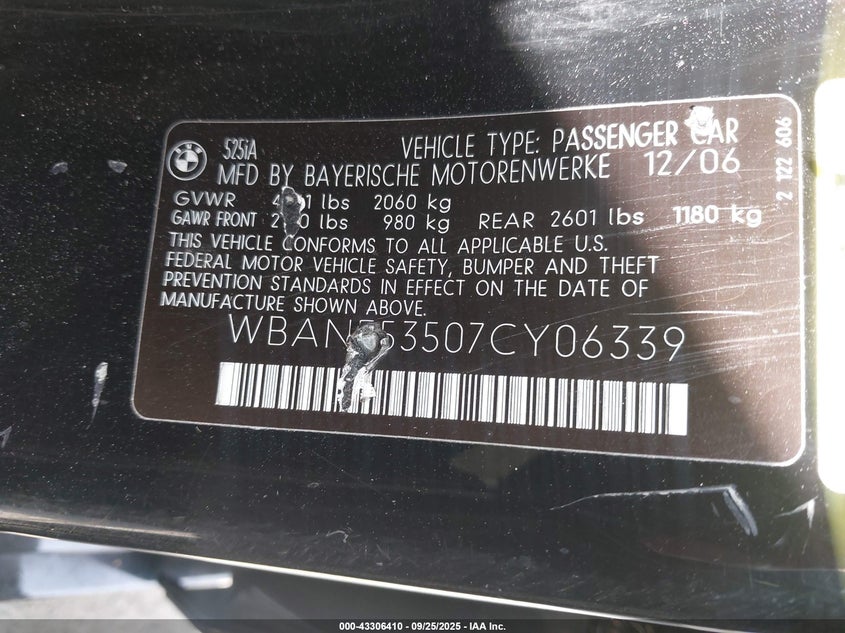 BMW
525iA
VEHICLE TYPE: PASSENGER CAR
MFD BY BAYERISCHE MOTORENWERKE 12/06
GVWR lbs 2060 kg
GAWR FRONT lbs 980 kg REAR 2601 lbs 1180 kg
THIS VEHICLE CONFORMS TO ALL APPLICABLE U.S.
FEDERAL MOTOR VEHICLE SAFETY, BUMPER AND THEFT
PREVENTION STANDARDS IN EFFECT ON THE DATE OF
MANUFACTURE SHOWN ABOVE.
2 122 606
000-43306410 - 09/25/2025 - IAA Inc.